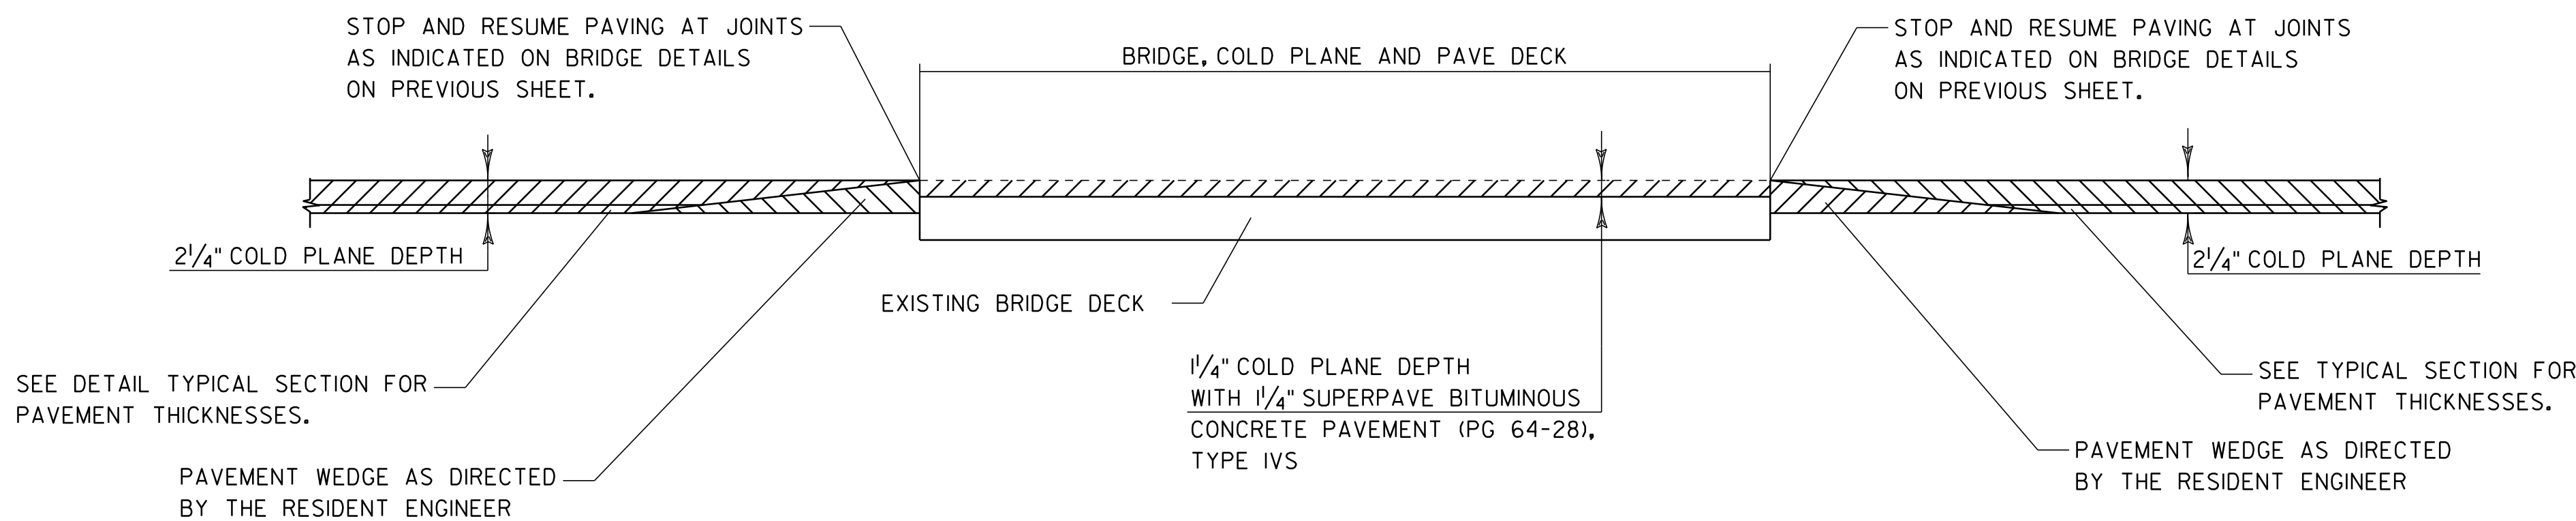 STOP AND RESUME PAVING AT JOINTS
AS INDICATED ON BRIDGE DETAILS
ON PREVIOUS SHEET.
BRIDGE, COLD PLANE AND PAVE DECK
STOP AND RESUME PAVING AT JOINTS
AS INDICATED ON BRIDGE DETAILS
ON PREVIOUS SHEET.
2 1/4" COLD PLANE DEPTH
2 1/4" COLD PLANE DEPTH
EXISTING BRIDGE DECK
1 1/4" COLD PLANE DEPTH
WITH 1 1/4" SUPERPAVE BITUMINOUS
CONCRETE PAVEMENT (PG 64-28),
TYPE IVS
SEE DETAIL TYPICAL SECTION FOR
PAVEMENT THICKNESSES.
SEE TYPICAL SECTION FOR
PAVEMENT THICKNESSES.
PAVEMENT WEDGE AS DIRECTED
BY THE RESIDENT ENGINEER
PAVEMENT WEDGE AS DIRECTED
BY THE RESIDENT ENGINEER